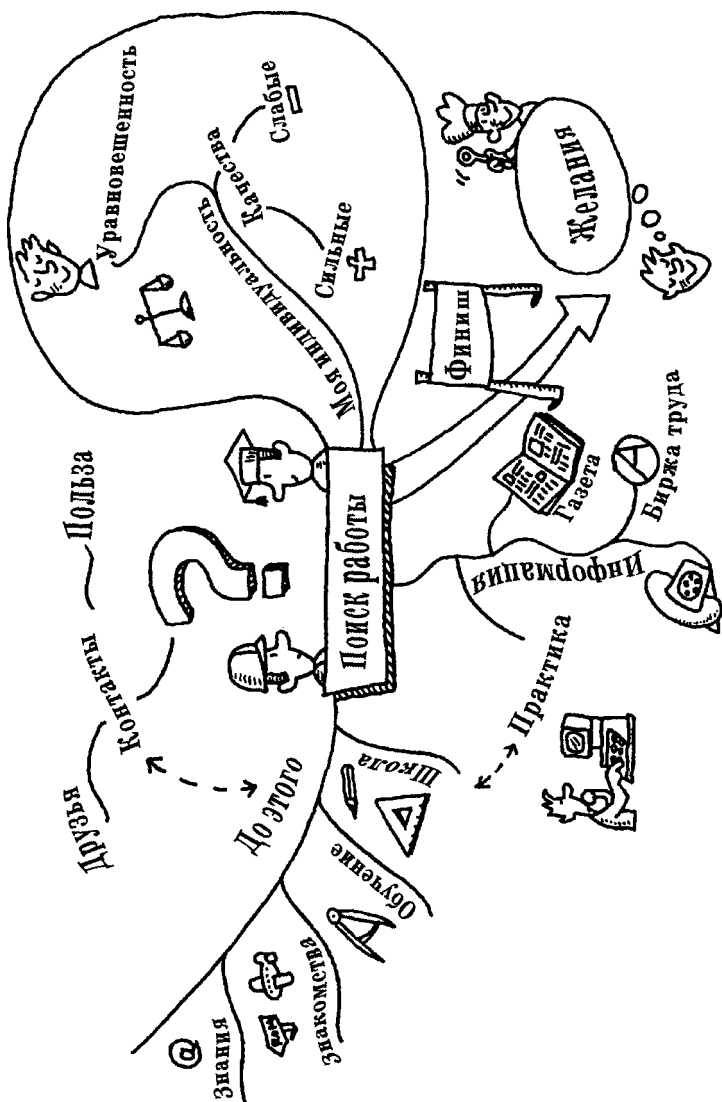 Поиск работы
Моя индивидуальность
Уравновешенность
Качества
Сильные
Слабые
Финиш
Желания
Информация
Газета
Биржа труда
Практика
До этого
Школа
Обучение
Знакомства
Знания
@
Контакты
Друзья
Польза
?